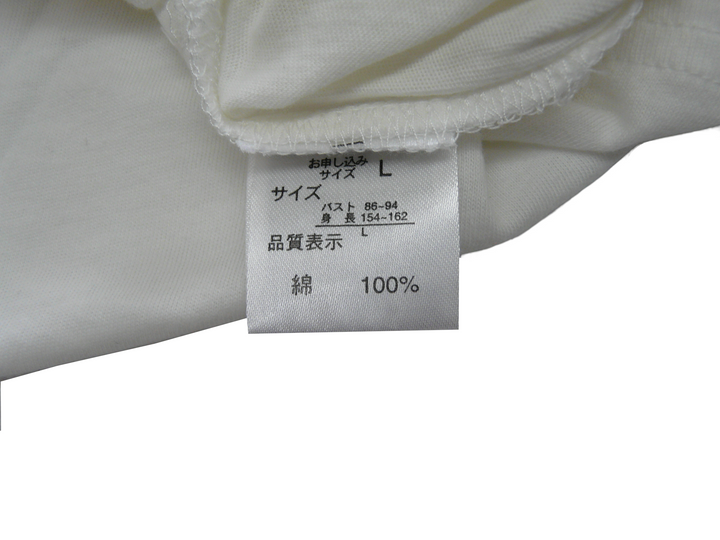 お申し込み
サイズ L
サイズ
バスト 86~94
身長 154~162
L
品質表示
綿 100%